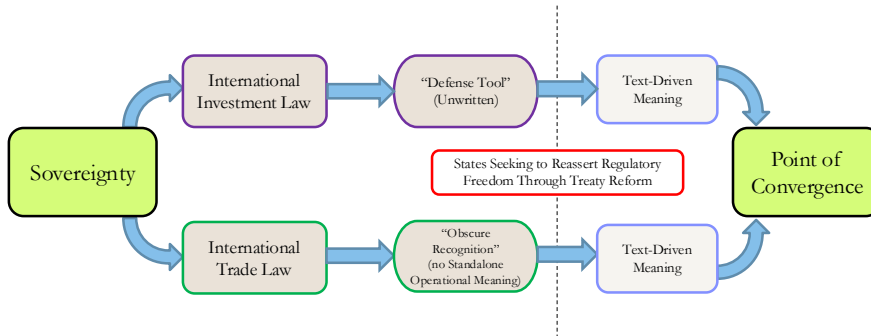 Sovereignty
International
Investment Law
“Defense Tool”
(Unwritten)
Text-Driven
Meaning
States Seeking to Reassert Regulatory
Freedom Through Treaty Reform
Point of
Convergence
International
Trade Law
“Obscure
Recognition”
(no Standalone
Operational Meaning)
Text-Driven
Meaning